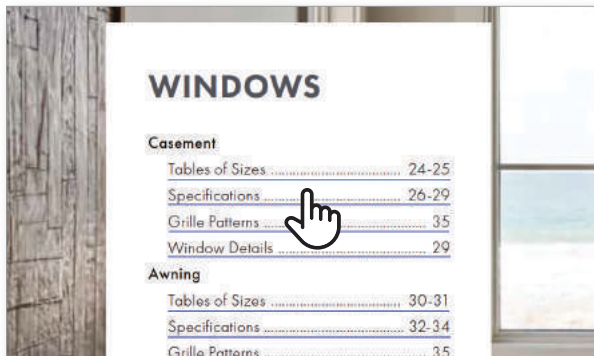 WINDOWS
Casement
Tables of Sizes ........................................ 24-25
Specifications ........................................ 26-29
Grille Patterns ........................................ 35
Window Details ........................................ 29
Awning
Tables of Sizes ........................................ 30-31
Specifications ........................................ 32-34
Grille Patterns ........................................ 35